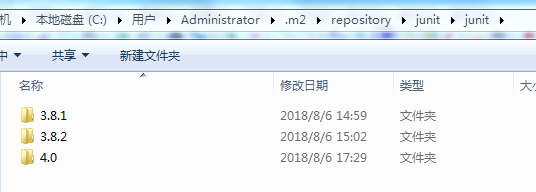 机 ▸ 本地磁盘 (C:) ▸ 用户 ▸ Administrator ▸ .m2 ▸ repository ▸ junit ▸ junit ▸
中 ▼ 共享 ▼ 新建文件夹
名称 修改日期 类型 大
3.8.1 2018/8/6 14:59 文件夹
3.8.2 2018/8/6 15:02 文件夹
4.0 2018/8/6 17:29 文件夹